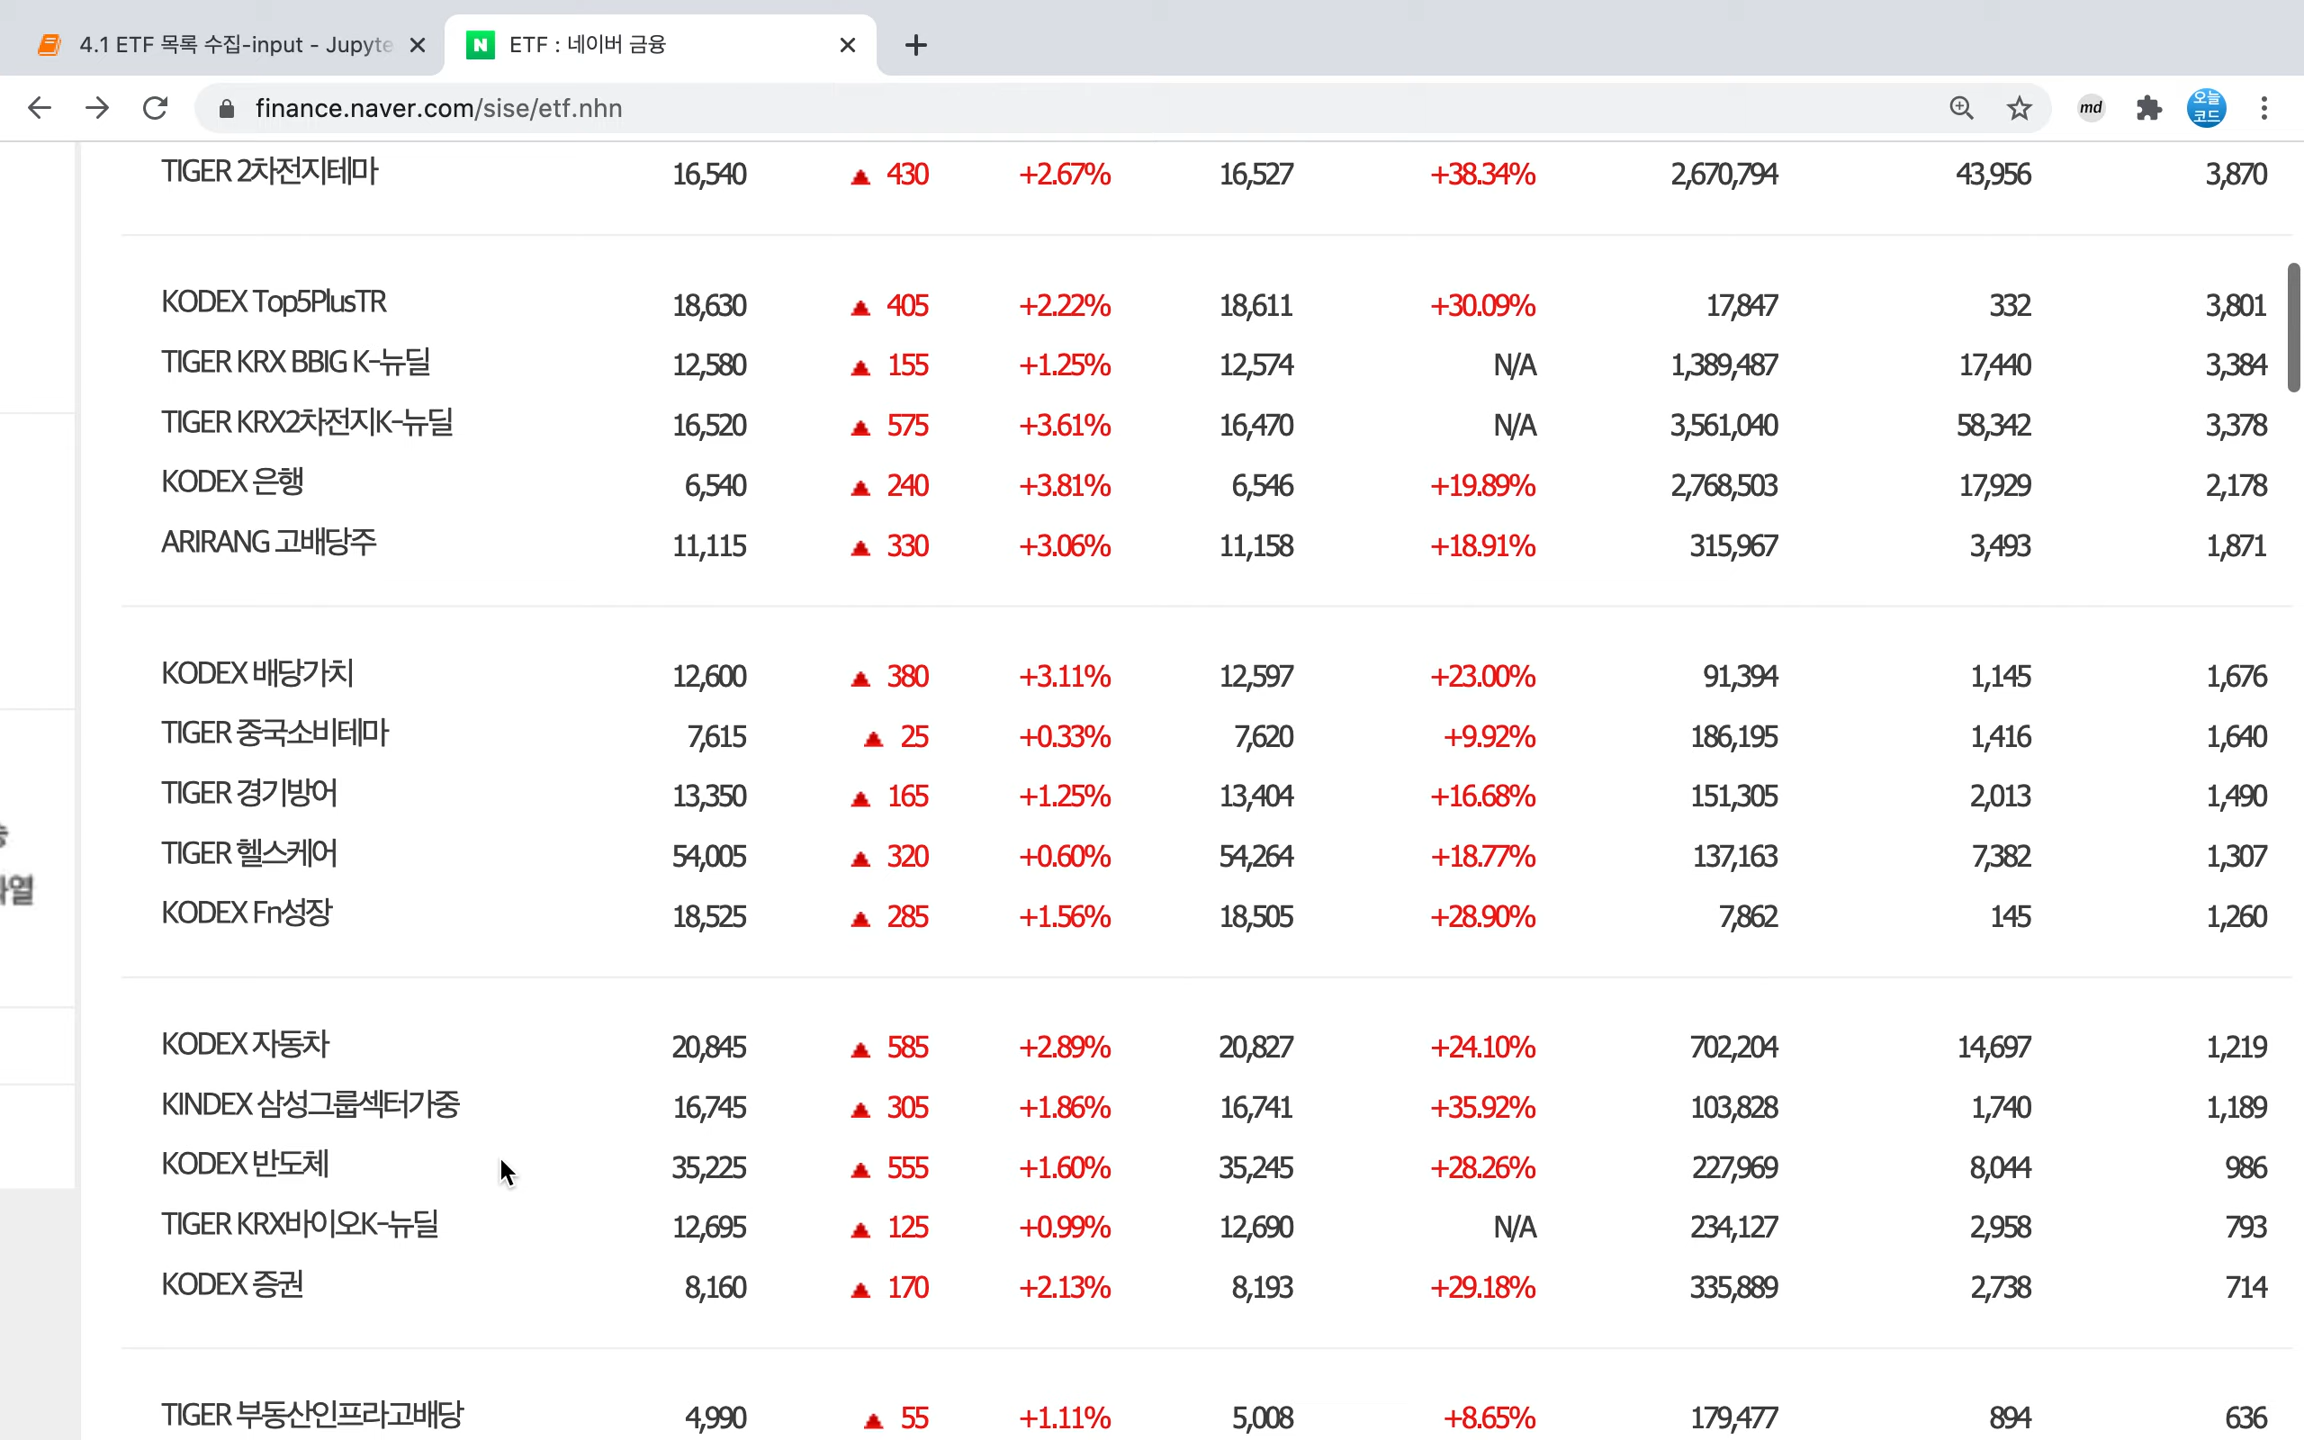 4.1 ETF 목록 수집-input - Jupyte
ETF : 네이버 금융
finance.naver.com/sise/etf.nhn
md
오늘
코드
TIGER 2차전지테마 16,540 ▲ 430 +2.67% 16,527 +38.34% 2,670,794 43,956 3,870
KODEX Top5PlusTR 18,630 ▲ 405 +2.22% 18,611 +30.09% 17,847 332 3,801
TIGER KRX BBIG K-뉴딜 12,580 ▲ 155 +1.25% 12,574 N/A 1,389,487 17,440 3,384
TIGER KRX2차전지K-뉴딜 16,520 ▲ 575 +3.61% 16,470 N/A 3,561,040 58,342 3,378
KODEX 은행 6,540 ▲ 240 +3.81% 6,546 +19.89% 2,768,503 17,929 2,178
ARIRANG 고배당주 11,115 ▲ 330 +3.06% 11,158 +18.91% 315,967 3,493 1,871
KODEX 배당가치 12,600 ▲ 380 +3.11% 12,597 +23.00% 91,394 1,145 1,676
TIGER 중국소비테마 7,615 ▲ 25 +0.33% 7,620 +9.92% 186,195 1,416 1,640
TIGER 경기방어 13,350 ▲ 165 +1.25% 13,404 +16.68% 151,305 2,013 1,490
TIGER 헬스케어 54,005 ▲ 320 +0.60% 54,264 +18.77% 137,163 7,382 1,307
KODEX Fn성장 18,525 ▲ 285 +1.56% 18,505 +28.90% 7,862 145 1,260
KODEX 자동차 20,845 ▲ 585 +2.89% 20,827 +24.10% 702,204 14,697 1,219
KINDEX 삼성그룹섹터가중 16,745 ▲ 305 +1.86% 16,741 +35.92% 103,828 1,740 1,189
KODEX 반도체 35,225 ▲ 555 +1.60% 35,245 +28.26% 227,969 8,044 986
TIGER KRX바이오K-뉴딜 12,695 ▲ 125 +0.99% 12,690 N/A 234,127 2,958 793
KODEX 증권 8,160 ▲ 170 +2.13% 8,193 +29.18% 335,889 2,738 714
TIGER 부동산인프라고배당 4,990 ▲ 55 +1.11% 5,008 +8.65% 179,477 894 636